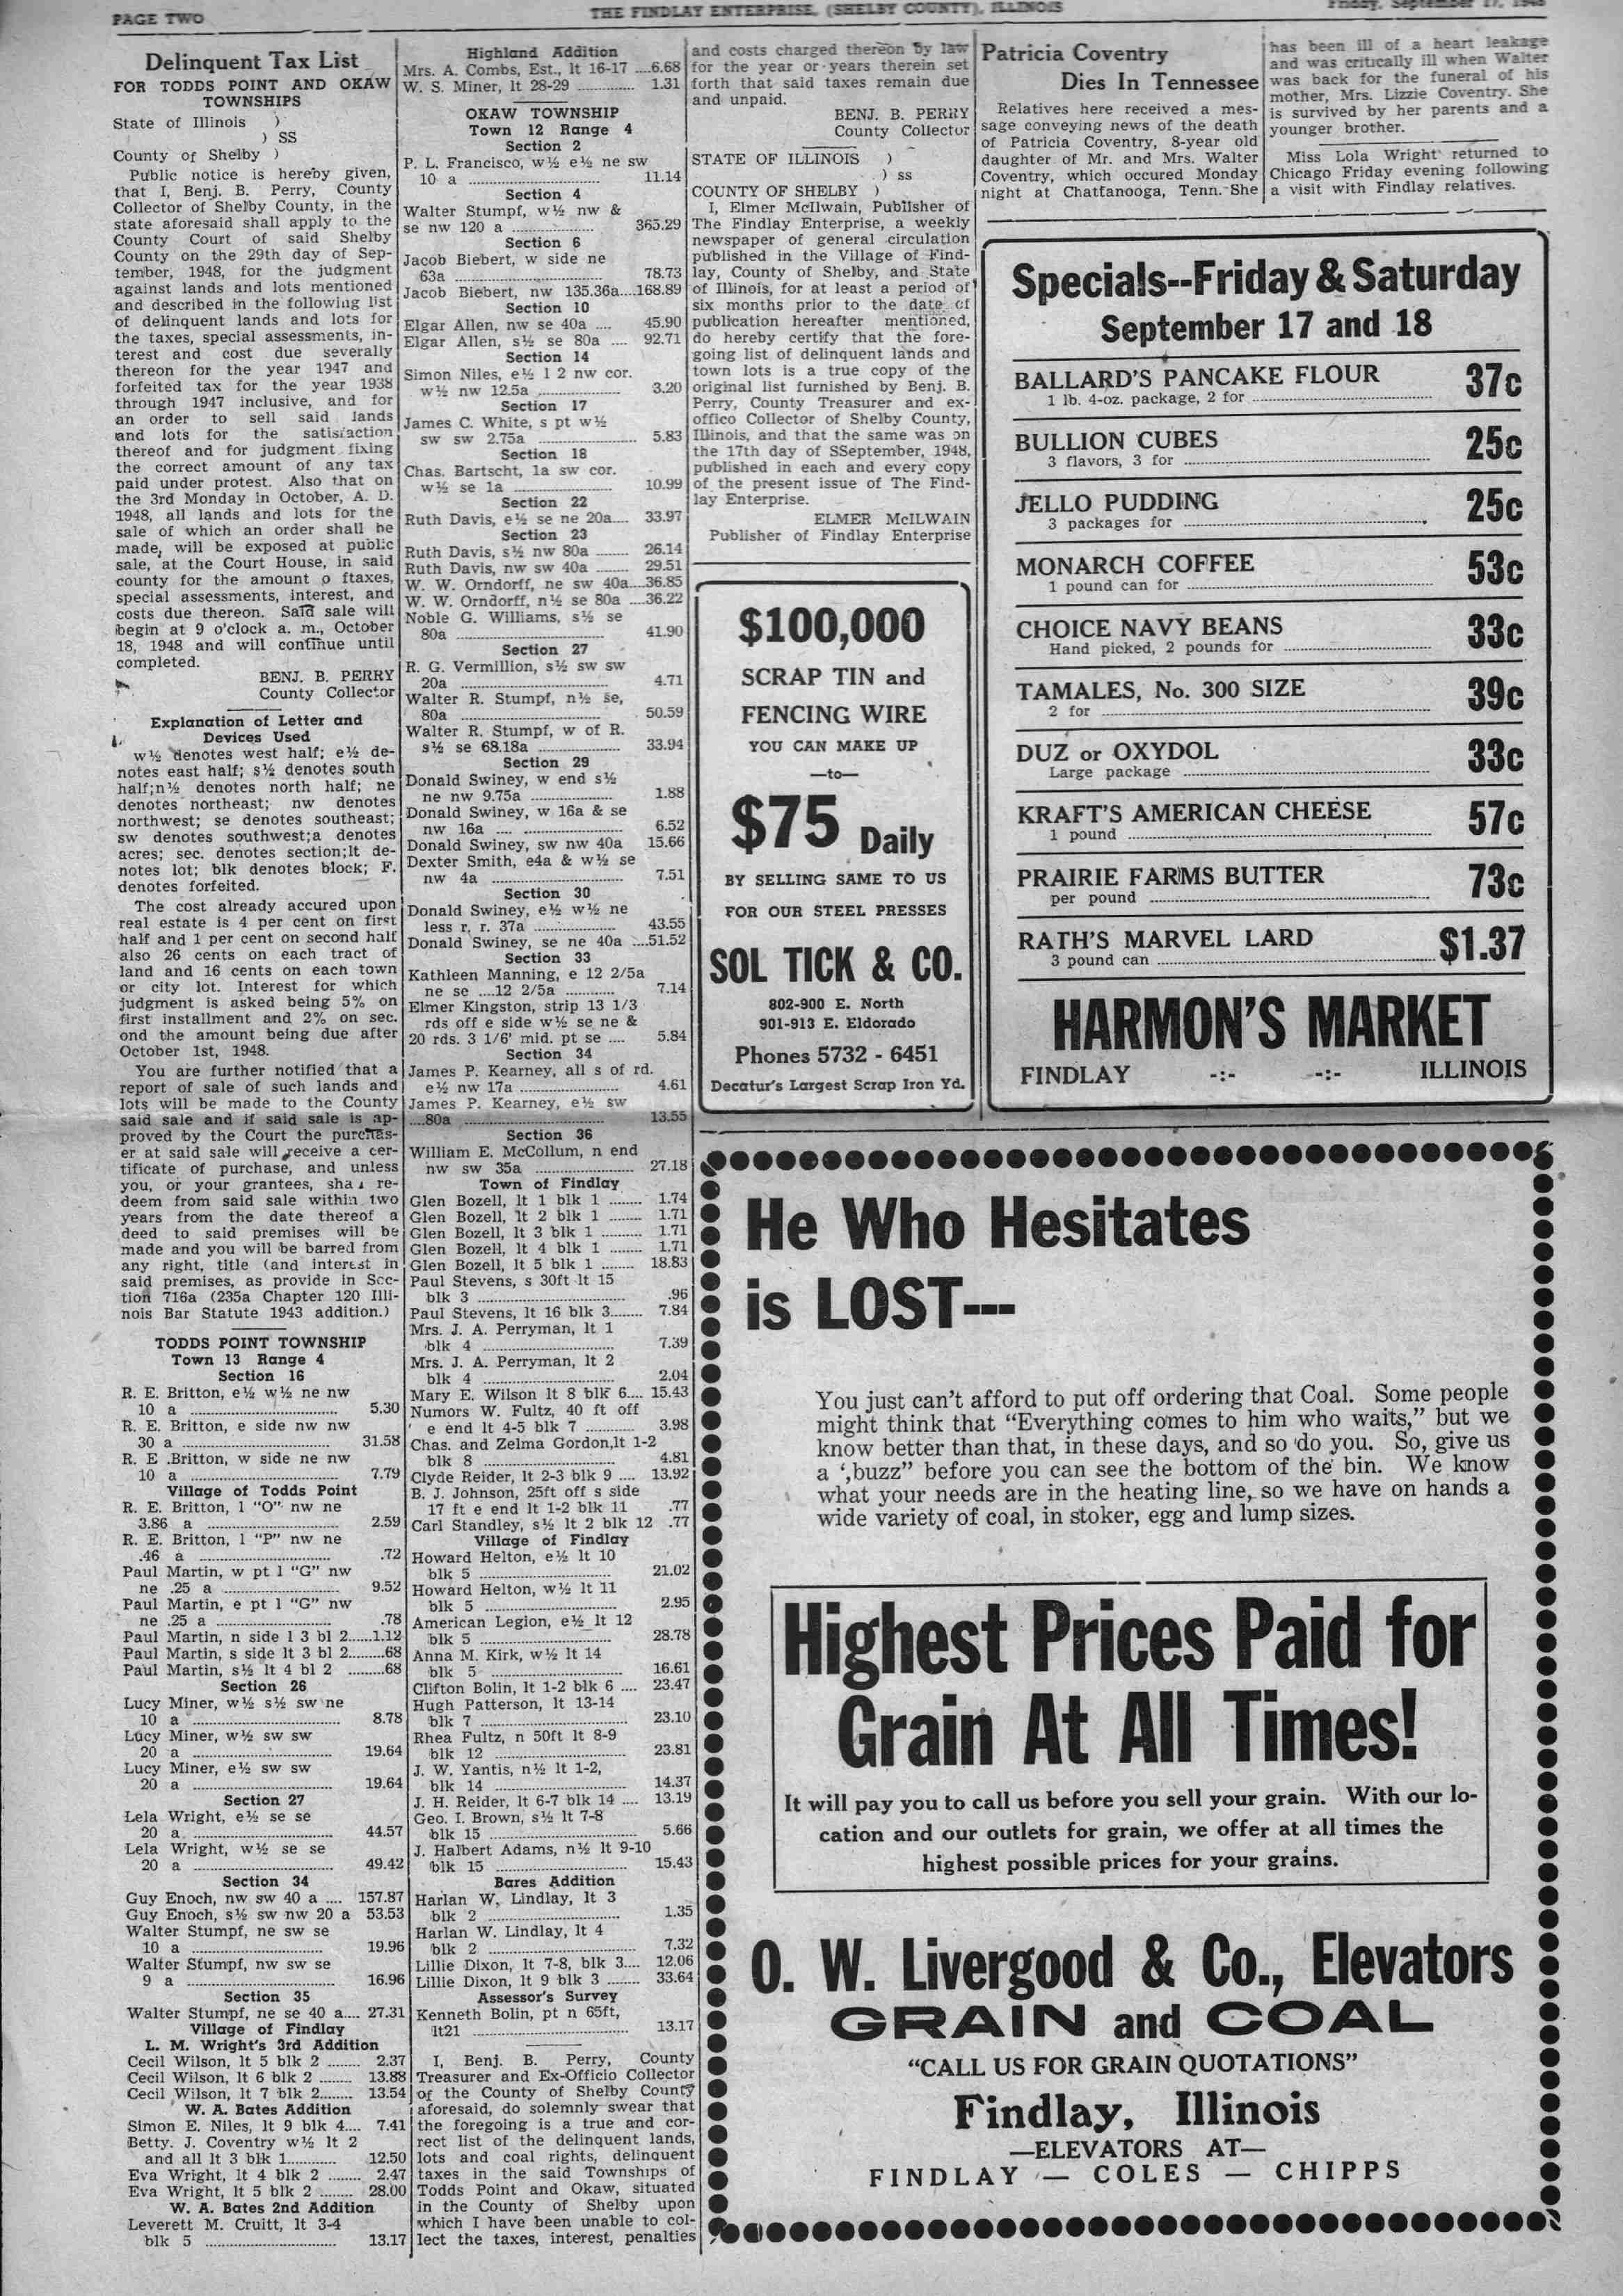 PAGE TWO
THE FINDLAY ENTERPRISE, (SHELBY COUNTY), ILLINOIS
Friday, September 17, 1948
Delinquent Tax List
FOR TODDS POINT AND OKAW
TOWNSHIPS
State of Illinois )
) SS
County of Shelby )
Public notice is hereby given,
that I, Benj. B. Perry, County
Collector of Shelby County, in the
state aforesaid shall apply to the
County Court of said Shelby
County on the 29th day of Sep-
tember, 1948, for the judgment
against lands and lots mentioned
and described in the following list
of delinquent lands and lots for
the taxes, special assessments, in-
terest and cost due severally
thereon for the year 1947 and
forfeited tax for the year 1938
through 1947 inclusive, and for
an order to sell said lands
and lots for the satisfaction
thereof and for judgment fixing
the correct amount of any tax
paid under protest. Also that on
the 3rd Monday in October, A. D.
1948, all lands and lots for the
sale of which an order shall be
made, will be exposed at public
sale, at the Court House, in said
county for the amount o ftaxes,
special assessments, interest, and
costs due thereon. Said sale will
begin at 9 o'clock a. m., October
18, 1948 and will continue until
completed.
BENJ. B. PERRY
County Collector
Explanation of Letter and
Devices Used
w½ denotes west half; e½ de-
notes east half; s½ denotes south
half;n½ denotes north half; ne
denotes northeast; nw denotes
northwest; se denotes southeast;
sw denotes southwest;a denotes
acres; sec. denotes section;lt de-
notes lot; blk denotes block; F.
denotes forfeited.
The cost already accured upon
real estate is 4 per cent on first
half and 1 per cent on second half
also 26 cents on each tract of
land and 16 cents on each town
or city lot. Interest for which
judgment is asked being 5% on
first installment and 2% on sec.
ond the amount being due after
October 1st, 1948.
You are further notified that a
report of sale of such lands and
lots will be made to the County
said sale and if said sale is ap-
proved by the Court the purchas-
er at said sale will receive a cer-
tificate of purchase, and unless
you, or your grantees, sha re-
deem from said sale within two
years from the date thereof a
deed to said premises will be
made and you will be barred from
any right, title (and interest in
said premises, as provide in Sec-
tion 716a (235a Chapter 120 Illi-
nois Bar Statute 1943 addition.)
TODDS POINT TOWNSHIP
Town 13 Range 4
Section 16
R. E. Britton, e½ w½ ne nw
10 a ........ 5.30
R. E. Britton, e side nw nw
30 a ........ 31.58
R. E .Britton, w side ne nw
10 a ........ 7.79
Village of Todds Point
R. E. Britton, l "O" nw ne
3.86 a ........ 2.59
R. E. Britton, l "P" nw ne
.46 a ........ .72
Paul Martin, w pt l "G" nw
ne .25 a ........ 9.52
Paul Martin, e pt l "G" nw
ne .25 a ........ .78
Paul Martin, n side l 3 bl 2......1.12
Paul Martin, s side lt 3 bl 2.........68
Paul Martin, s½ lt 4 bl 2 .........68
Section 26
Lucy Miner, w½ s½ sw ne
10 a ........ 8.78
Lucy Miner, w½ sw sw
20 a ........ 19.64
Lucy Miner, e½ sw sw
20 a ........ 19.64
Section 27
Lela Wright, e½ se se
20 a ........ 44.57
Lela Wright, w½ se se
20 a ........ 49.42
Section 34
Guy Enoch, nw sw 40 a .... 157.87
Guy Enoch, s½ sw nw 20 a 53.53
Walter Stumpf, ne sw se
10 a ........ 19.96
Walter Stumpf, nw sw se
9 a ........ 16.96
Section 35
Walter Stumpf, ne se 40 a.... 27.31
Village of Findlay
L. M. Wright's 3rd Addition
Cecil Wilson, lt 5 blk 2 ........ 2.37
Cecil Wilson, lt 6 blk 2 ........ 13.88
Cecil Wilson, lt 7 blk 2........ 13.54
W. A. Bates Addition
Simon E. Niles, lt 9 blk 4.... 7.41
Betty. J. Coventry w½ lt 2
and all lt 3 blk 1........... 12.50
Eva Wright, lt 4 blk 2 ........ 2.47
Eva Wright, lt 5 blk 2 ........ 28.00
W. A. Bates 2nd Addition
Leverett M. Cruitt, lt 3-4
blk 5 ........ 13.17
Highland Addition
Mrs. A. Combs, Est., lt 16-17 ....6.68
W. S. Miner, lt 28-29 ............. 1.31
OKAW TOWNSHIP
Town 12 Range 4
Section 2
P. L. Francisco, w½ e½ ne sw
10 a ........ 11.14
Section 4
Walter Stumpf, w½ nw &
se nw 120 a ........ 365.29
Section 6
Jacob Biebert, w side ne
63a ........ 78.73
Jacob Biebert, nw 135.36a....168.89
Section 10
Elgar Allen, nw se 40a .... 45.90
Elgar Allen, s½ se 80a .... 92.71
Section 14
Simon Niles, e½ l 2 nw cor.
w½ nw 12.5a ........ 3.20
Section 17
James C. White, s pt w½
sw sw 2.75a ........ 5.83
Section 18
Chas. Bartscht, 1a sw cor.
w½ se 1a ........ 10.99
Section 22
Ruth Davis, e½ se ne 20a.... 33.97
Section 23
Ruth Davis, s½ nw 80a ........ 26.14
Ruth Davis, nw sw 40a ........ 29.51
W. W. Orndorff, ne sw 40a....36.85
W. W. Orndorff, n½ se 80a ....36.22
Noble G. Williams, s½ se
80a ........ 41.90
Section 27
R. G. Vermillion, s½ sw sw
20a ........ 4.71
Walter R. Stumpf, n½ se,
80a ........ 50.59
Walter R. Stumpf, w of R.
s½ se 68.18a ........ 33.94
Section 29
Donald Swiney, w end s½
ne nw 9.75a ........ 1.88
Donald Swiney, w 16a & se
nw 16a .... ........ 6.52
Donald Swiney, sw nw 40a 15.66
Dexter Smith, e4a & w½ se
nw 4a ........ 7.51
Section 30
Donald Swiney, e½ w½ ne
less r. r. 37a ........ 43.55
Donald Swiney, se ne 40a ....51.52
Section 33
Kathleen Manning, e 12 2/5a
ne se ....12 2/5a ........ 7.14
Elmer Kingston, strip 13 1/3
rds off e side w½ se ne &
20 rds. 3 1/6' mid. pt se .... 5.84
Section 34
James P. Kearney, all s of rd.
e½ nw 17a ........ 4.61
James P. Kearney, e½ sw
....80a ........ 13.55
Section 36
William E. McCollum, n end
nw sw 35a ........ 27.18
Town of Findlay
Glen Bozell, lt 1 blk 1 ........ 1.74
Glen Bozell, lt 2 blk 1 ........ 1.71
Glen Bozell, lt 3 blk 1 ........ 1.71
Glen Bozell, lt 4 blk 1 ........ 1.71
Glen Bozell, lt 5 blk 1 ........ 18.83
Paul Stevens, s 30ft lt 15
blk 3 ........ .96
Paul Stevens, lt 16 blk 3........ 7.84
Mrs. J. A. Perryman, lt 1
blk 4 ........ 7.39
Mrs. J. A. Perryman, lt 2
blk 4 ........ 2.04
Mary E. Wilson lt 8 blk 6.... 15.43
Numors W. Fultz, 40 ft off
e end lt 4-5 blk 7 ........ 3.98
Chas. and Zelma Gordon,lt 1-2
blk 8 ........ 4.81
Clyde Reider, lt 2-3 blk 9 .... 13.92
B. J. Johnson, 25ft off s side
17 ft e end lt 1-2 blk 11 .77
Carl Standley, s½ lt 2 blk 12 .77
Village of Findlay
Howard Helton, e½ lt 10
blk 5 ........ 21.02
Howard Helton, w½ lt 11
blk 5 ........ 2.95
American Legion, e½ lt 12
blk 5 ........ 28.78
Anna M. Kirk, w½ lt 14
blk 5 ........ 16.61
Clifton Bolin, lt 1-2 blk 6 .... 23.47
Hugh Patterson, lt 13-14
blk 7 ........ 23.10
Rhea Fultz, n 50ft lt 8-9
blk 12 ........ 23.81
J. W. Yantis, n½ lt 1-2,
blk 14 ........ 14.37
J. H. Reider, lt 6-7 blk 14 .... 13.19
Geo. I. Brown, s½ lt 7-8
blk 15 ........ 5.66
J. Halbert Adams, n½ lt 9-10
blk 15 ........ 15.43
Bares Addition
Harlan W. Lindlay, lt 3
blk 2 ........ 1.35
Harlan W. Lindlay, lt 4
blk 2 ........ 7.32
Lillie Dixon, lt 7-8, blk 3.... 12.06
Lillie Dixon, lt 9 blk 3 ........ 33.64
Assessor's Survey
Kenneth Bolin, pt n 65ft,
lt21 ........ 13.17
I, Benj. B. Perry, County
Treasurer and Ex-Officio Collector
of the County of Shelby County
aforesaid, do solemnly swear that
the foregoing is a true and cor-
rect list of the delinquent lands,
lots and coal rights, delinquent
taxes in the said Townships of
Todds Point and Okaw, situated
in the County of Shelby upon
which I have been unable to col-
lect the taxes, interest, penalties
and costs charged thereon by law
for the year or years therein set
forth that said taxes remain due
and unpaid.
BENJ. B. PERRY
County Collector
STATE OF ILLINOIS )
) ss
COUNTY OF SHELBY )
I, Elmer McIlwain, Publisher of
The Findlay Enterprise, a weekly
newspaper of general circulation
published in the Village of Find-
lay, County of Shelby, and State
of Illinois, for at least a period of
six months prior to the date of
publication hereafter mentioned,
do hereby certify that the fore-
going list of delinquent lands and
town lots is a true copy of the
original list furnished by Benj. B.
Perry, County Treasurer and ex-
offico Collector of Shelby County,
Illinois, and that the same was on
the 17th day of SSeptember, 1948,
published in each and every copy
of the present issue of The Find-
lay Enterprise.
ELMER McILWAIN
Publisher of Findlay Enterprise
$100,000
SCRAP TIN and
FENCING WIRE
YOU CAN MAKE UP
—to—
$75 Daily
BY SELLING SAME TO US
FOR OUR STEEL PRESSES
SOL TICK & CO.
802-900 E. North
901-913 E. Eldorado
Phones 5732 - 6451
Decatur's Largest Scrap Iron Yd.
Patricia Coventry
Dies In Tennessee
Relatives here received a mes-
sage conveying news of the death
of Patricia Coventry, 8-year old
daughter of Mr. and Mrs. Walter
Coventry, which occured Monday
night at Chattanooga, Tenn. She
has been ill of a heart leakage
and was critically ill when Walter
was back for the funeral of his
mother, Mrs. Lizzie Coventry. She
is survived by her parents and a
younger brother.
Miss Lola Wright returned to
Chicago Friday evening following
a visit with Findlay relatives.
Specials--Friday & Saturday
September 17 and 18
BALLARD'S PANCAKE FLOUR 37c
1 lb. 4-oz. package, 2 for
BULLION CUBES 25c
3 flavors, 3 for
JELLO PUDDING 25c
3 packages for
MONARCH COFFEE 53c
1 pound can for
CHOICE NAVY BEANS 33c
Hand picked, 2 pounds for
TAMALES, No. 300 SIZE 39c
2 for
DUZ or OXYDOL 33c
Large package
KRAFT'S AMERICAN CHEESE 57c
1 pound
PRAIRIE FARMS BUTTER 73c
per pound
RATH'S MARVEL LARD $1.37
3 pound can
HARMON'S MARKET
FINDLAY -:- -:- ILLINOIS
He Who Hesitates
is LOST---
You just can't afford to put off ordering that Coal. Some people
might think that "Everything comes to him who waits," but we
know better than that, in these days, and so do you. So, give us
a ',buzz" before you can see the bottom of the bin. We know
what your needs are in the heating line, so we have on hands a
wide variety of coal, in stoker, egg and lump sizes.
Highest Prices Paid for
Grain At All Times!
It will pay you to call us before you sell your grain. With our lo-
cation and our outlets for grain, we offer at all times the
highest possible prices for your grains.
O. W. Livergood & Co., Elevators
GRAIN and COAL
"CALL US FOR GRAIN QUOTATIONS"
Findlay, Illinois
—ELEVATORS AT—
FINDLAY — COLES — CHIPPS